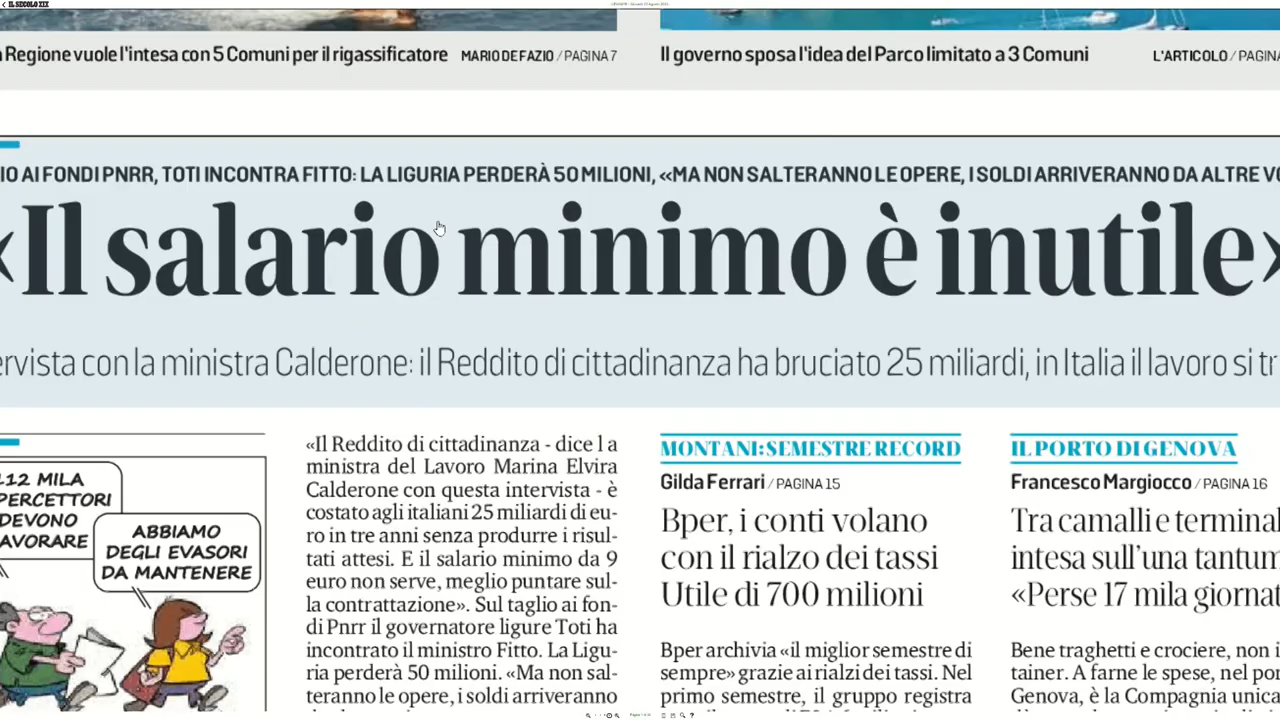 IL SECOLO XIX
Regione vuole l'intesa con 5 Comuni per il rigassificatore MARIO DE FAZIO / PAGINA 7
Il governo sposa l'idea del Parco limitato a 3 Comuni L'ARTICOLO / PAGINA
AI FONDI PNRR, TOTI INCONTRA FITTO: LA LIGURIA PERDERÀ 50 MILIONI, «MA NON SALTERANNO LE OPERE, I SOLDI ARRIVERANNO DA ALTRE
«Il salario minimo è inutile»
ervista con la ministra Calderone: il Reddito di cittadinanza ha bruciato 25 miliardi, in Italia il lavoro si tr
112 MILA
PERCETTORI
DEVONO
AVORARE
ABBIAMO
DEGLI EVASORI
DA MANTENERE
«Il Reddito di cittadinanza - dice l a
ministra del Lavoro Marina Elvira
Calderone con questa intervista - è
costato agli italiani 25 miliardi di eu-
ro in tre anni senza produrre i risul-
tati attesi. E il salario minimo da 9
euro non serve, meglio puntare sul-
la contrattazione». Sul taglio ai fon-
di Pnrr il governatore ligure Toti ha
incontrato il ministro Fitto. La Ligu-
ria perderà 50 milioni. «Ma non sal-
teranno le opere, i soldi arriveranno
MONTANI: SEMESTRE RECORD
Gilda Ferrari / PAGINA 15
Bper, i conti volano
con il rialzo dei tassi
Utile di 700 milioni
Bper archivia «il miglior semestre di
sempre» grazie ai rialzi dei tassi. Nel
primo semestre, il gruppo registra
IL PORTO DI GENOVA
Francesco Margiocco / PAGINA 16
Tra camalli e terminal
intesa sull'una tantum
«Perse 17 mila giornat
Bene traghetti e crociere, non i
tainer. A farne le spese, nel po
Genova, è la Compagnia unica